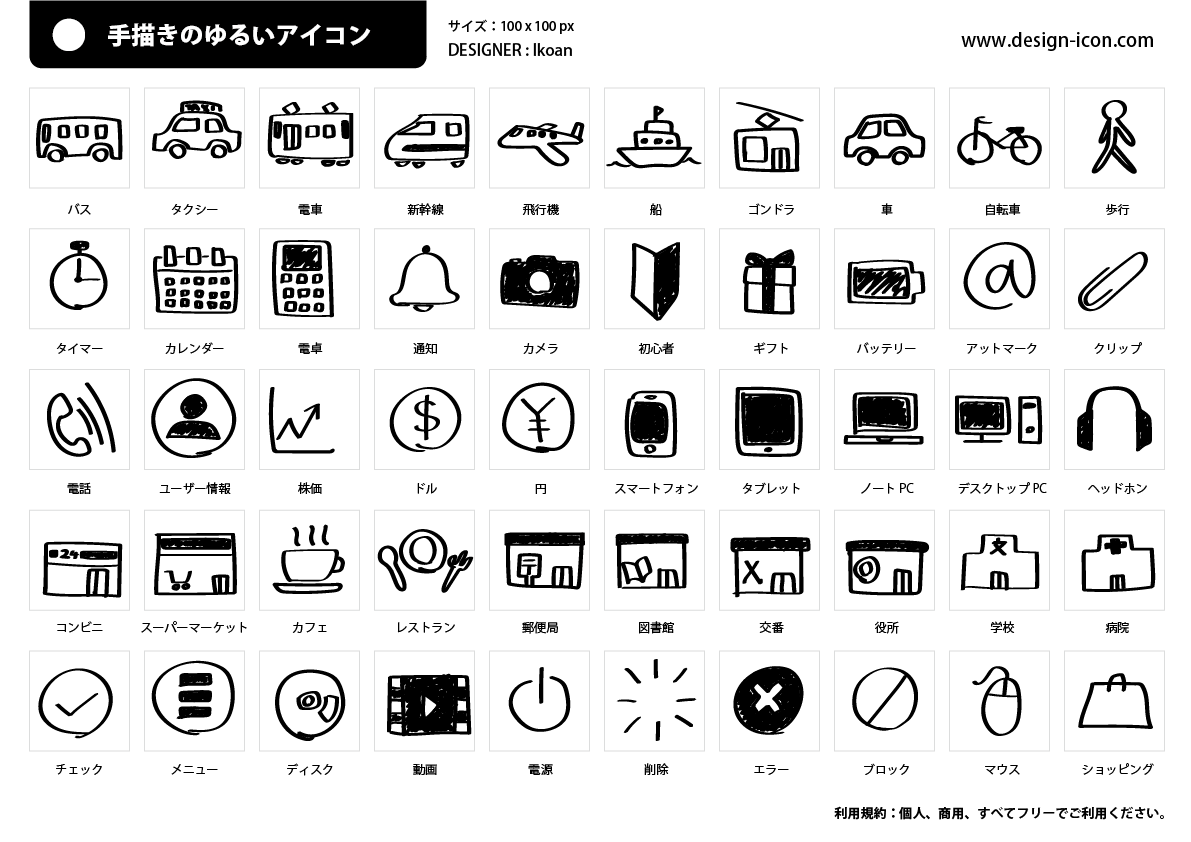 手描きのゆるいアイコン
サイズ：100 x 100 px
DESIGNER : Ikoan
www.design-icon.com
バス
タクシー
電車
新幹線
飛行機
船
ゴンドラ
車
自転車
歩行
タイマー
カレンダー
電卓
通知
カメラ
初心者
ギフト
バッテリー
アットマーク
クリップ
電話
ユーザー情報
株価
ドル
円
スマートフォン
タブレット
ノート PC
デスクトップ PC
ヘッドホン
24
文
コンビニ
スーパーマーケット
カフェ
レストラン
郵便局
図書館
交番
役所
学校
病院
チェック
メニュー
ディスク
動画
電源
削除
エラー
ブロック
マウス
ショッピング
利用規約：個人、商用、すべてフリーでご利用ください。